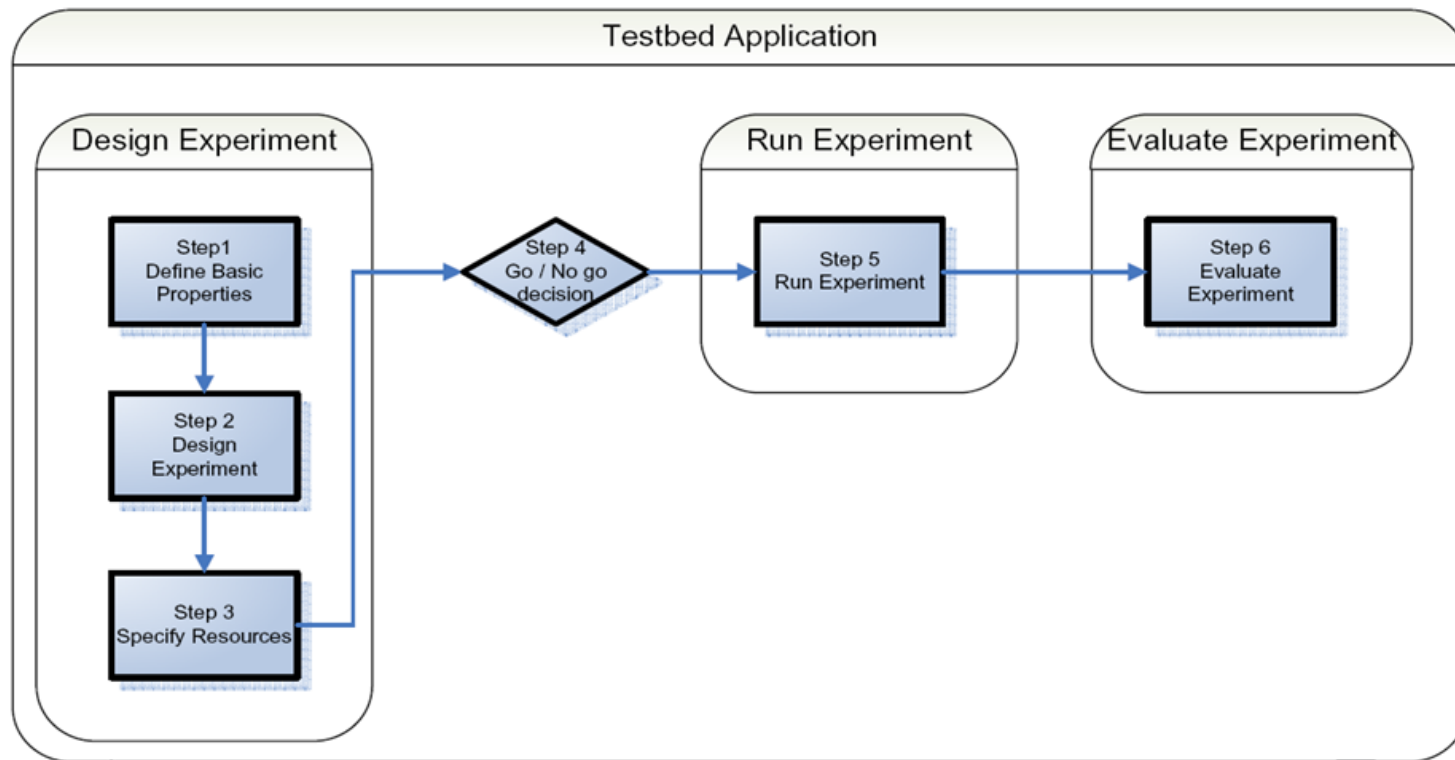 Testbed Application
Design Experiment
Run Experiment
Evaluate Experiment
Step1
Define Basic
Properties
Step 2
Design
Experiment
Step 3
Specify Resources
Step 4
Go / No go
decision
Step 5
Run Experiment
Step 6
Evaluate
Experiment